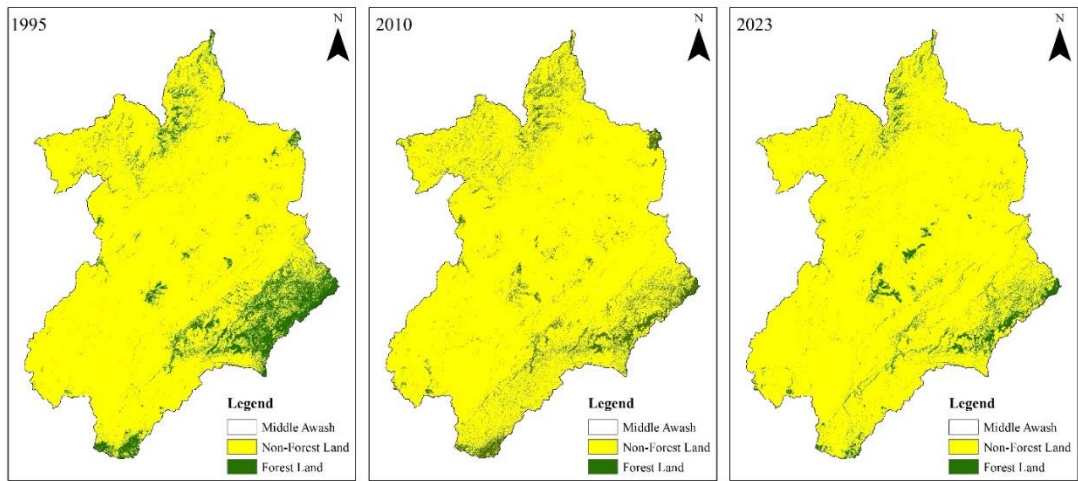 1995
N
Legend
Middle Awash
Non-Forest Land
Forest Land
2010
N
Legend
Middle Awash
Non-Forest Land
Forest Land
2023
N
Legend
Middle Awash
Non-Forest Land
Forest Land